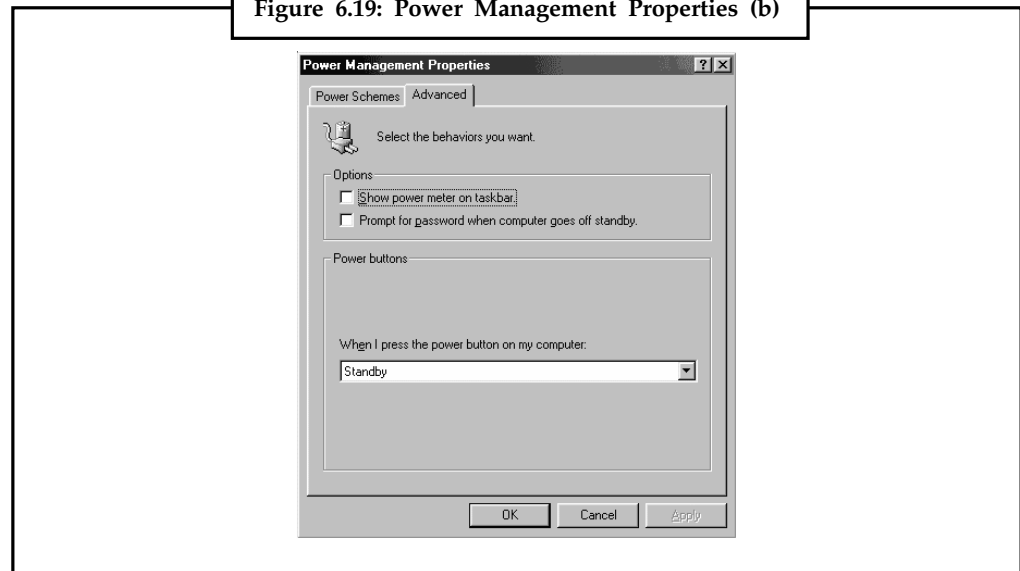 Figure 6.19: Power Management Properties (b)
Power Management Properties
Power Schemes Advanced
Select the behaviors you want.
Options
Show power meter on taskbar.
Prompt for password when computer goes off standby.
Power buttons
When I press the power button on my computer:
Standby
OK Cancel Apply